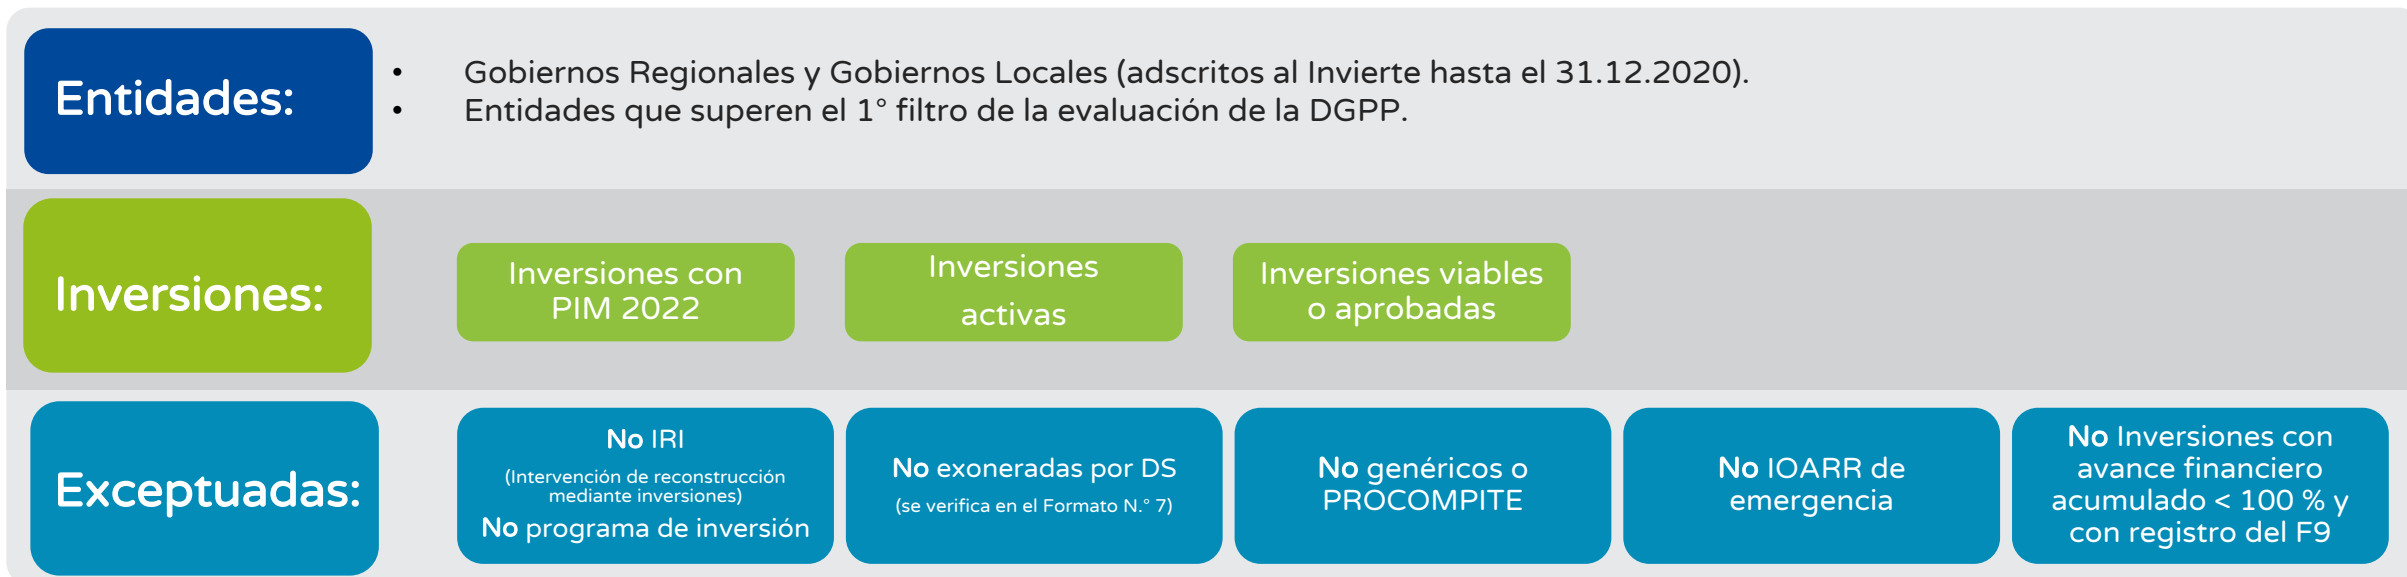 Entidades:
• Gobiernos Regionales y Gobiernos Locales (adscritos al Invierte hasta el 31.12.2020).
• Entidades que superen el 1° filtro de la evaluación de la DGPP.
Inversiones:
Inversiones con
PIM 2022
Inversiones
activas
Inversiones viables
o aprobadas
Exceptuadas:
No IRI
(Intervención de reconstrucción
mediante inversiones)
No programa de inversión
No exoneradas por DS
(se verifica en el Formato N.° 7)
No genéricos o
PROCOMPITE
No IOARR de
emergencia
No Inversiones con
avance financiero
acumulado < 100 % y
con registro del F9